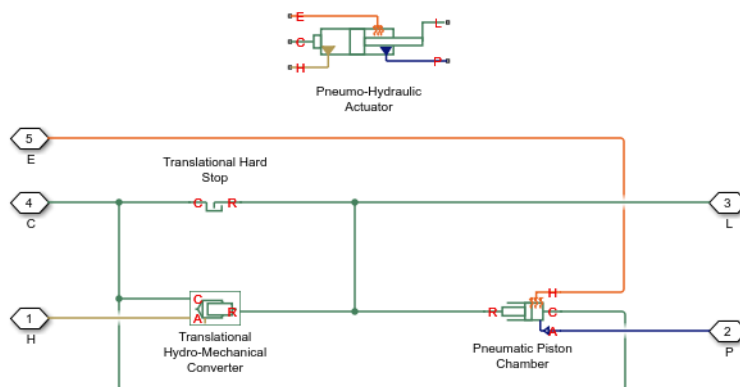 E
L
C
H
P
Pneumo-Hydraulic
Actuator
5
E
Translational Hard
Stop
4
C
C R
3
L
H
C
R
C
R
A
A
1
H
2
P
Translational
Hydro-Mechanical
Converter
Pneumatic Piston
Chamber